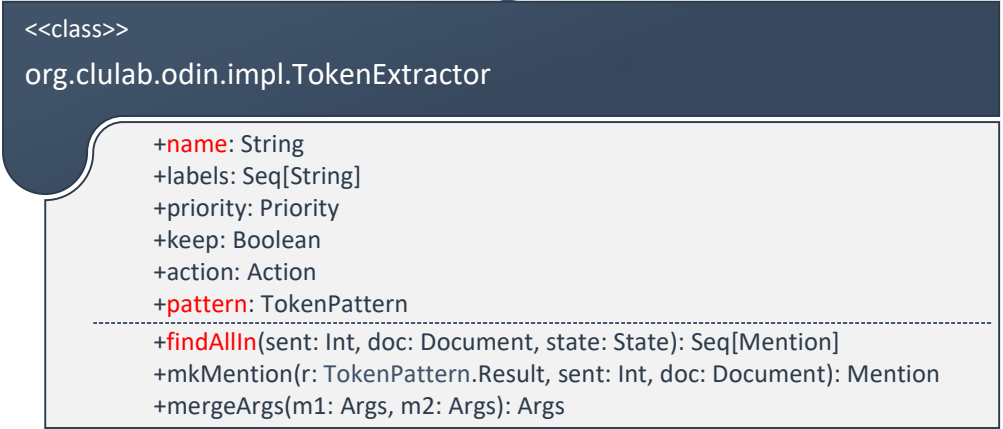 <<class>>
org.clulab.odin.impl.TokenExtractor
+name: String
+labels: Seq[String]
+priority: Priority
+keep: Boolean
+action: Action
+pattern: TokenPattern
+findAllIn(sent: Int, doc: Document, state: State): Seq[Mention]
+mkMention(r: TokenPattern.Result, sent: Int, doc: Document): Mention
+mergeArgs(m1: Args, m2: Args): Args